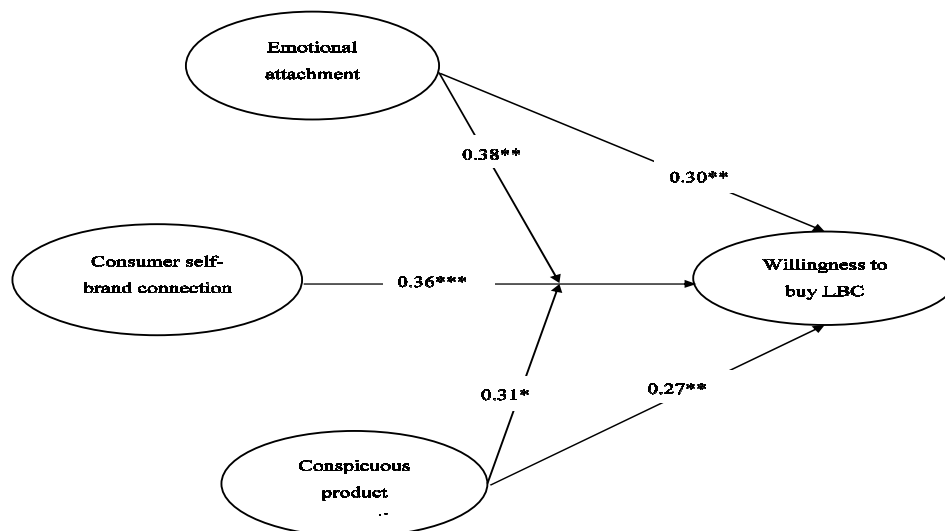 Emotional
attachment
0.38**
0.30**
Consumer self-
brand connection
0.36***
Willingness to
buy LBC
0.31*
0.27**
Conspicuous
product